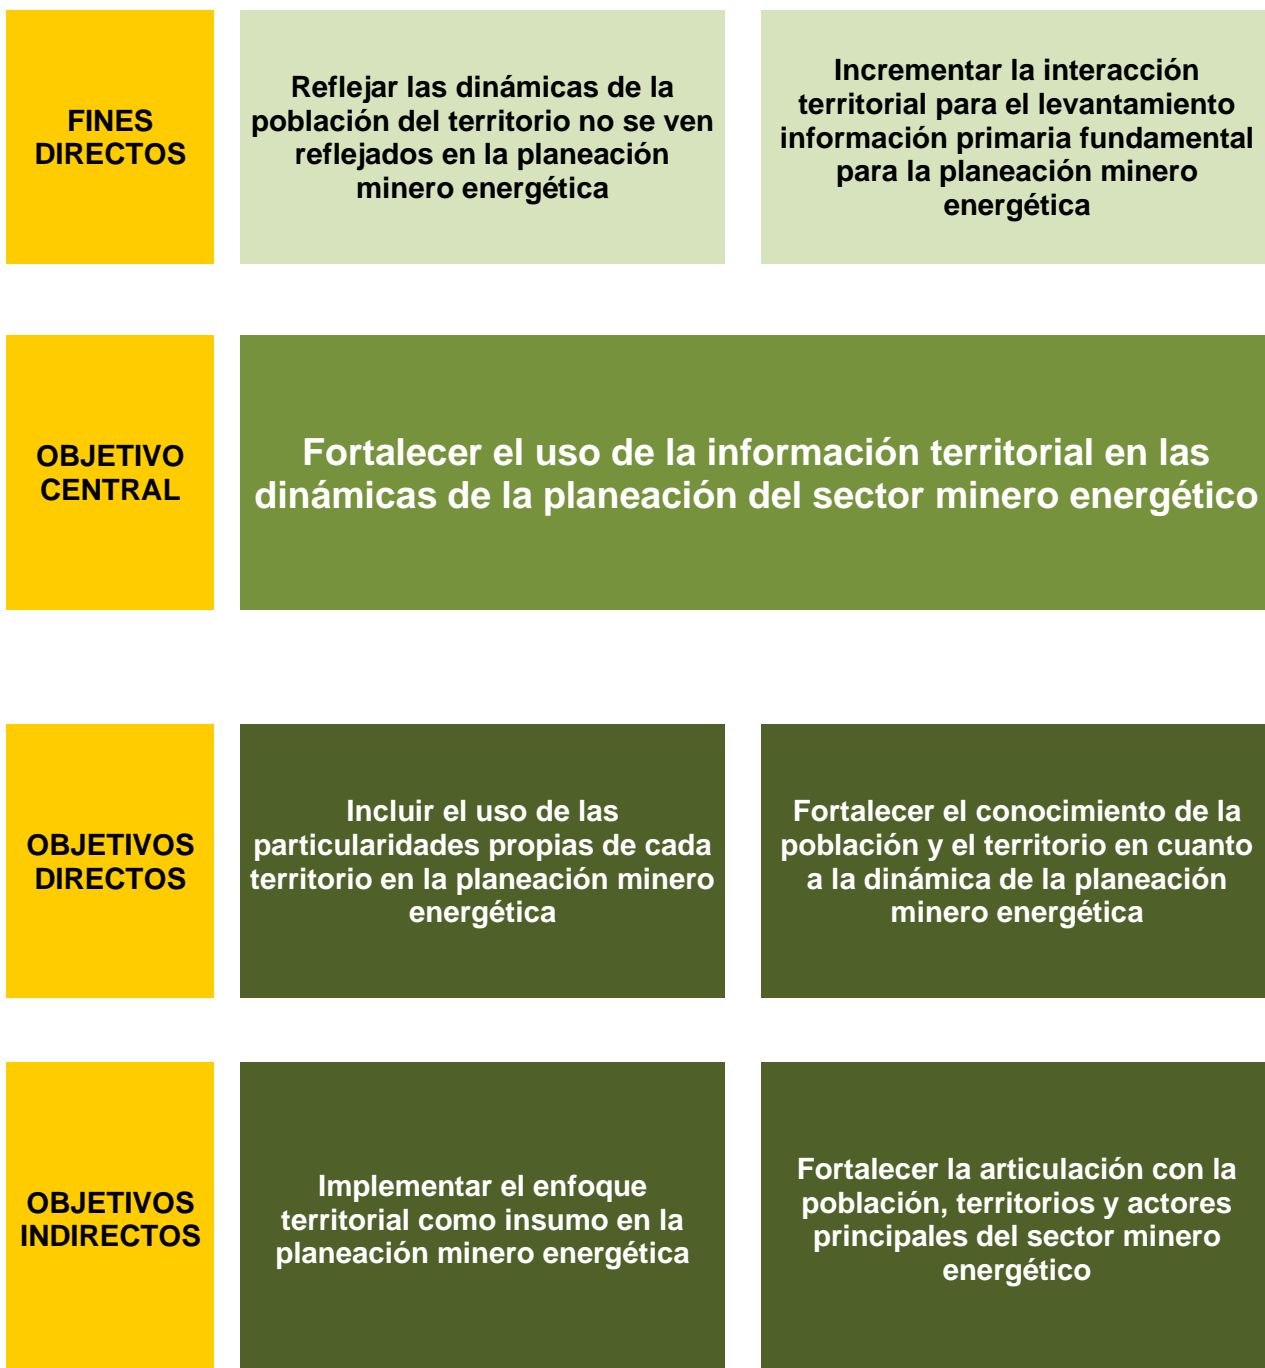 FINES
DIRECTOS
Reflejar las dinámicas de la
población del territorio no se ven
reflejados en la planeación
minero energética
Incrementar la interacción
territorial para el levantamiento
información primaria fundamental
para la planeación minero
energética
OBJETIVO
CENTRAL
Fortalecer el uso de la información territorial en las
dinámicas de la planeación del sector minero energético
OBJETIVOS
DIRECTOS
Incluir el uso de las
particularidades propias de cada
territorio en la planeación minero
energética
Fortalecer el conocimiento de la
población y el territorio en cuanto
a la dinámica de la planeación
minero energética
OBJETIVOS
INDIRECTOS
Implementar el enfoque
territorial como insumo en la
planeación minero energética
Fortalecer la articulación con la
población, territorios y actores
principales del sector minero
energético